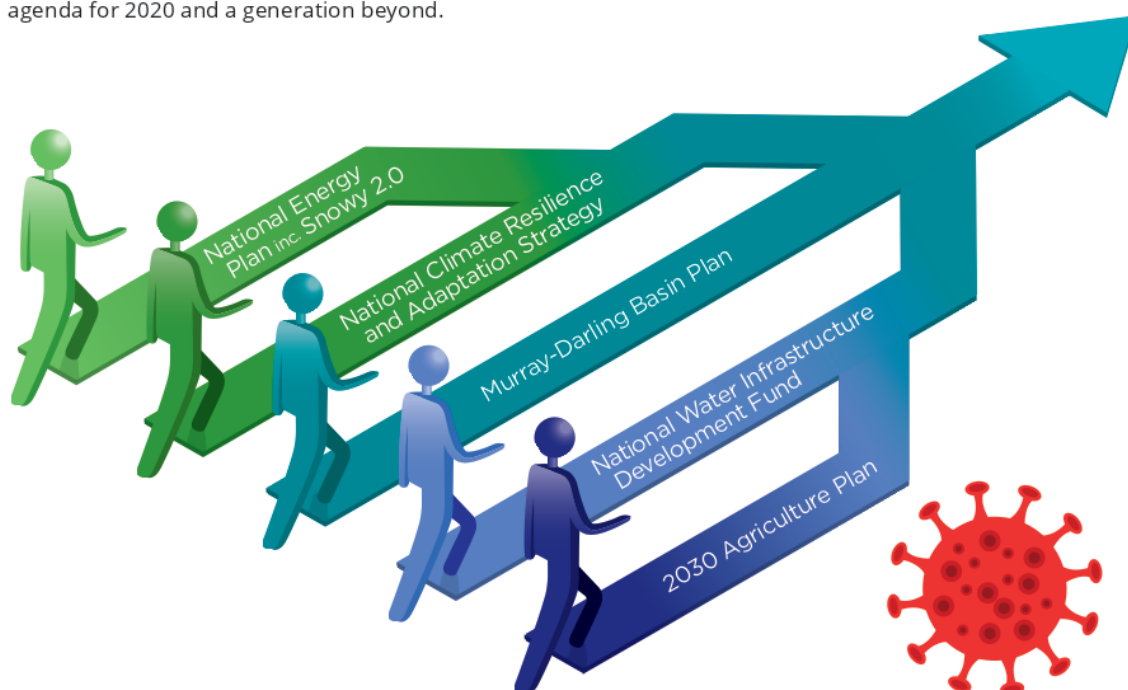 agenda for 2020 and a generation beyond.
National Energy
Plan inc. Snowy 2.0
National Climate Resilience
and Adaptation Strategy
Murray-Darling Basin Plan
National Water Infrastructure
Development Fund
2030 Agriculture Plan